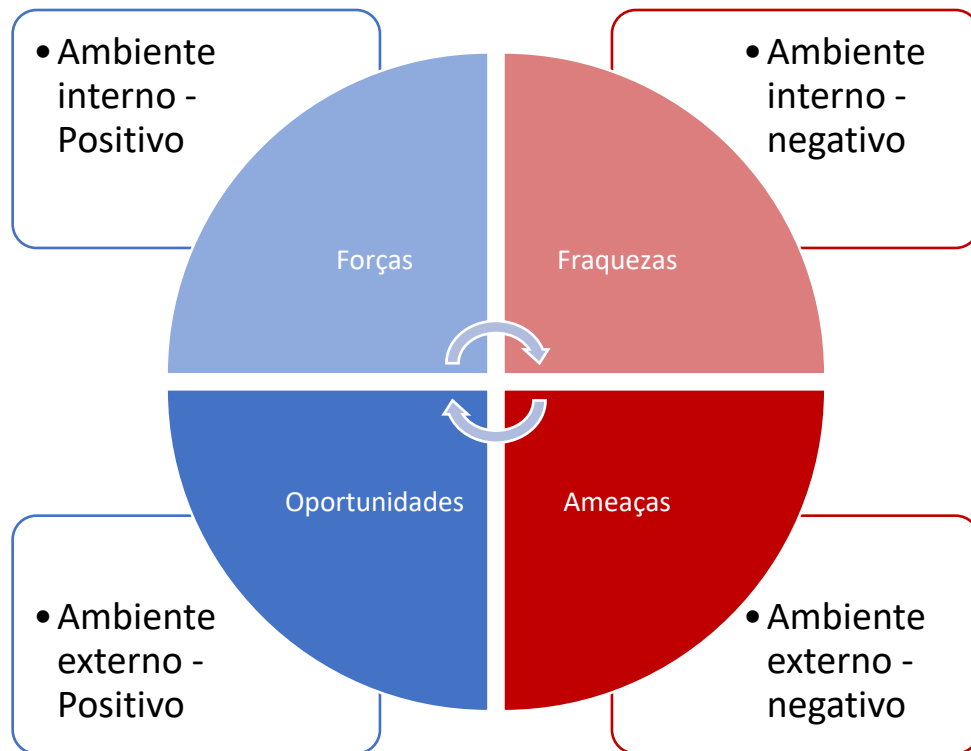 • Ambiente
interno -
Positivo
• Ambiente
interno -
negativo
Forças
Fraquezas
Oportunidades
Ameaças
• Ambiente
externo -
Positivo
• Ambiente
externo -
negativo